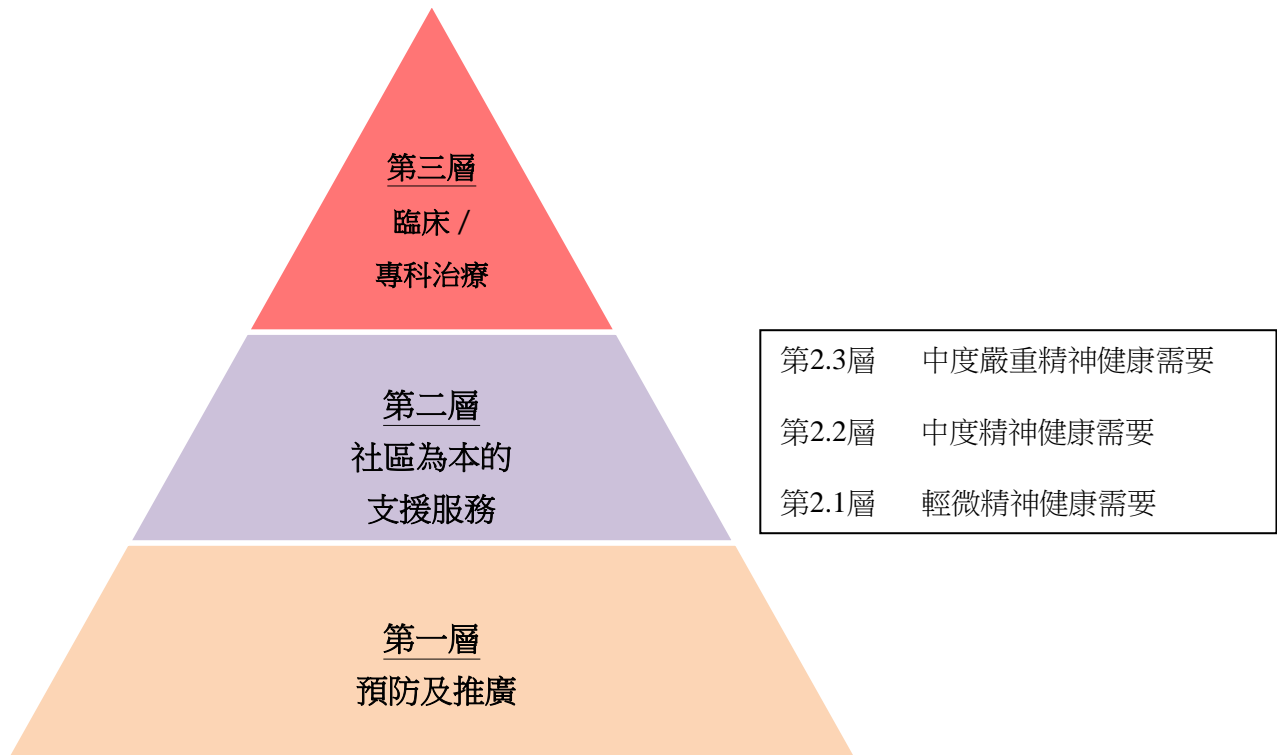 第三層
臨床 /
專科治療
第二層
社區為本的
支援服務
第2.3層 中度嚴重精神健康需要
第2.2層 中度精神健康需要
第2.1層 輕微精神健康需要
第一層
預防及推廣